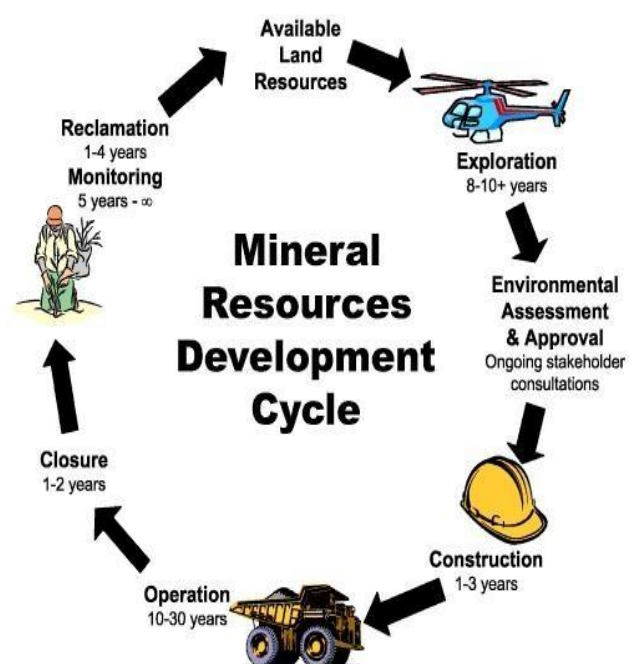 Available
Land
Resources
Exploration
8-10+ years
Environmental
Assessment
& Approval
Ongoing stakeholder
consultations
Construction
1-3 years
Operation
10-30 years
Closure
1-2 years
Reclamation
1-4 years
Monitoring
5 years - ∞
Mineral
Resources
Development
Cycle